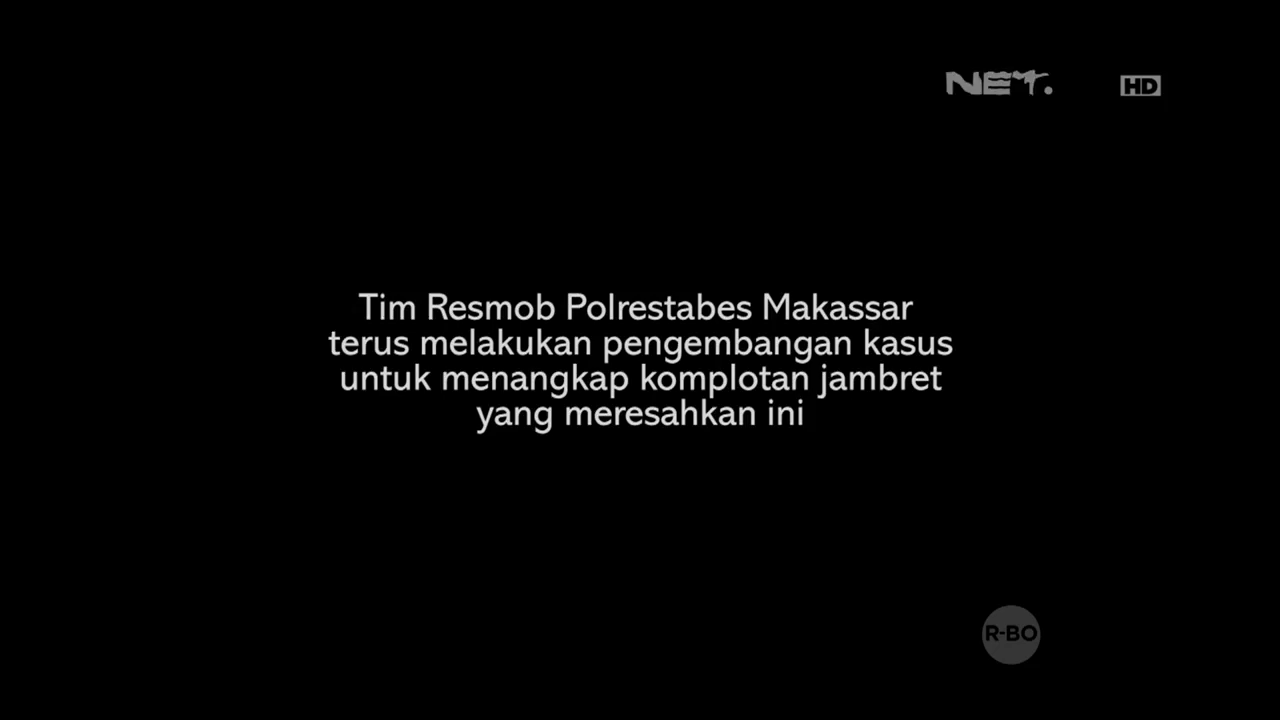 NET.
HD
Tim Resmob Polrestabes Makassar
terus melakukan pengembangan kasus
untuk menangkap komplotan jambret
yang meresahkan ini
R-BO